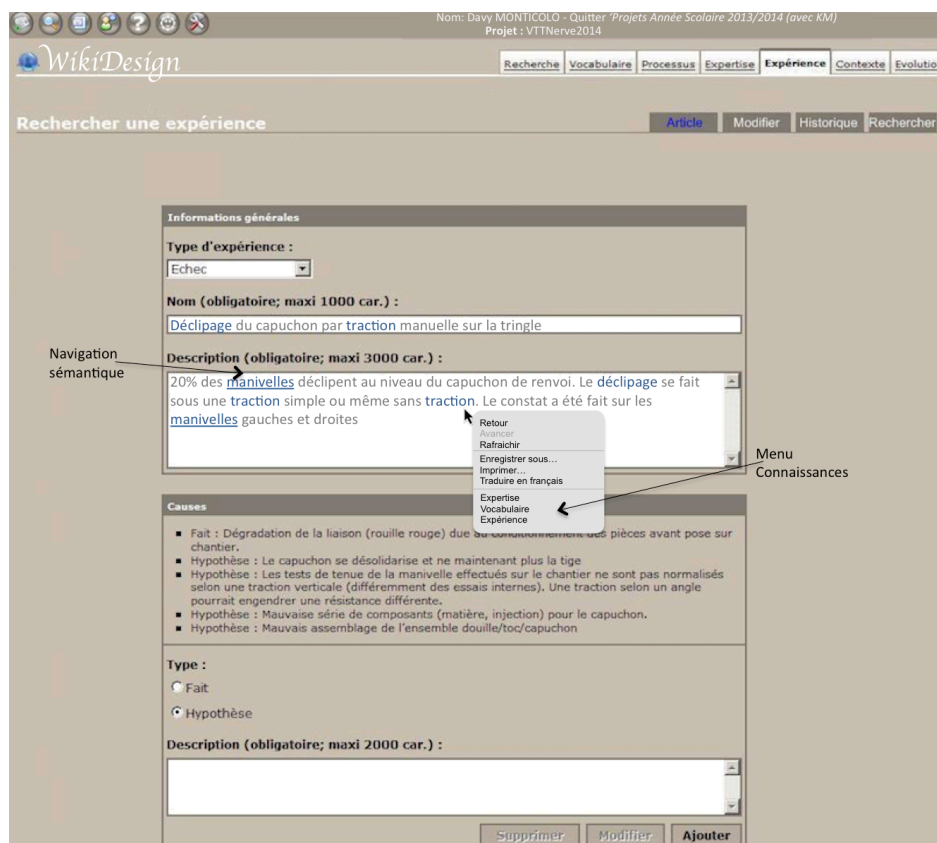 Nom: Davy MONTICOLO - Quitter 'Projets Année Scolaire 2013/2014 (avec KM)
Projet : VTTNerve2014
WikiDesign
Recherche Vocabulaire Processus Expertise Expérience Contexte Evolutio
Rechercher une expérience
Article Modifier Historique Rechercher
Informations générales
Type d'expérience :
Echec
Nom (obligatoire; maxi 1000 car.) :
Déclipage du capuchon par traction manuelle sur la tringle
Navigation
sémantique
Description (obligatoire; maxi 3000 car.) :
20% des manivelles déclipent au niveau du capuchon de renvoi. Le déclipage se fait
sous une traction simple ou même sans traction. Le constat a été fait sur les
manivelles gauches et droites
Retour
Avancer
Rafraichir
Enregistrer sous...
Imprimer...
Traduire en français
Expertise
Vocabulaire
Expérience
Menu
Connaissances
Causes
Fait : Dégradation de la liaison (rouille rouge) due au conditionnement des pièces avant pose sur
chantier.
Hypothèse : Le capuchon se désolidarise et ne maintenant plus la tige
Hypothèse : Les tests de tenue de la manivelle effectués sur le chantier ne sont pas normalisés
selon une traction verticale (différemment des essais internes). Une traction selon un angle
pourrait engendrer une résistance différente.
Hypothèse : Mauvaise série de composants (matière, injection) pour le capuchon.
Hypothèse : Mauvais assemblage de l'ensemble douille/toc/capuchon
Type :
Fait
Hypothèse
Description (obligatoire; maxi 2000 car.) :
Supprimer Modifier Ajouter